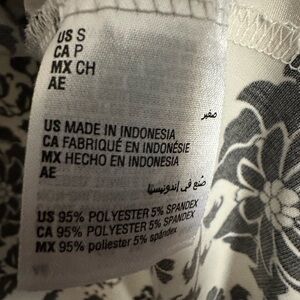 US S
CA P
MX CH
AE
صغير
US MADE IN INDONESIA
CA FABRIQUÉ EN INDONÉSIE
MX HECHO EN INDONESIA
AE
صنع في إندونيسيا
US 95% POLYESTER 5% SPANDEX
CA 95% POLYESTER 5% SPANDEX
MX 95% poliéster 5% spandex